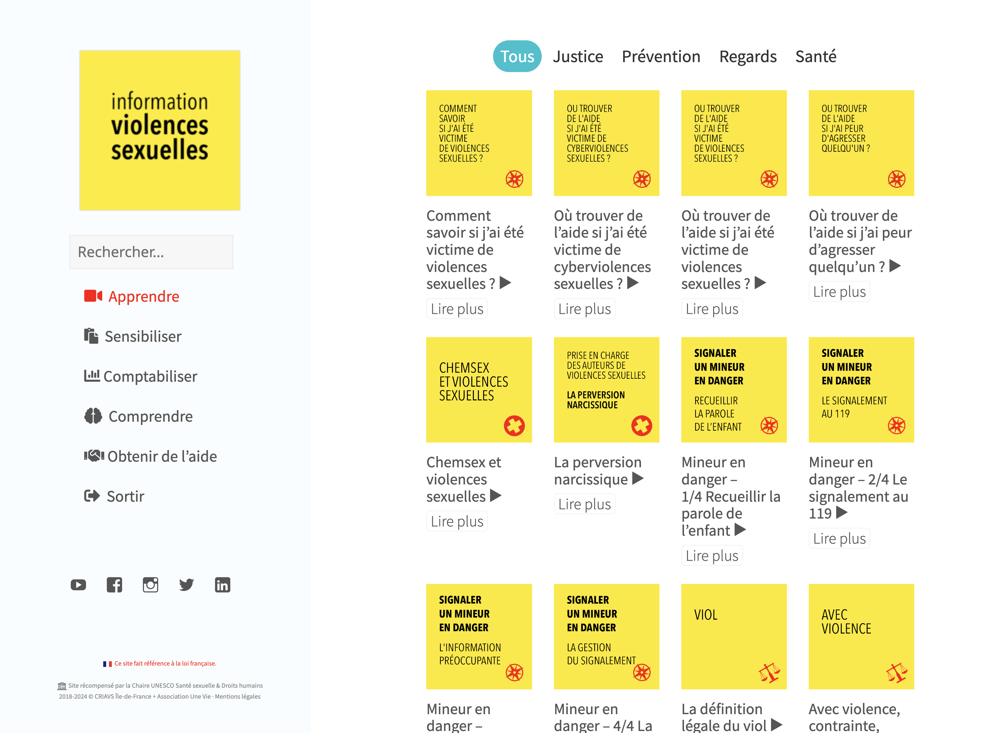 information
violences
sexuelles
Rechercher...
Apprendre
Sensibiliser
Comptabiliser
Comprendre
Obtenir de l’aide
Sortir
Ce site fait référence à la loi française.
Site récompensé par la Chaire UNESCO Santé sexuelle & Droits humains
2018-2024 © CRIAVS Île-de-France + Association Une Vie · Mentions légales
Tous
Justice
Prévention
Regards
Santé
COMMENT
SAVOIR
SI J'AI ÉTÉ
VICTIME
DE VIOLENCES
SEXUELLES ?
Comment
savoir si j’ai été
victime de
violences
sexuelles ? ▶
Lire plus
OU TROUVER
DE L'AIDE
SI J'AI ÉTÉ
VICTIME DE
CYBERVIOLENCES
SEXUELLES ?
Où trouver de
l’aide si j’ai été
victime de
cyberviolences
sexuelles ? ▶
Lire plus
OU TROUVER
DE L'AIDE
SI J'AI ÉTÉ
VICTIME
DE VIOLENCES
SEXUELLES ?
Où trouver de
l’aide si j’ai été
victime de
violences
sexuelles ? ▶
Lire plus
OU TROUVER
DE L'AIDE
SI J'AI PEUR
D'AGRESSER
QUELQU'UN ?
Où trouver de
l’aide si j’ai peur
d’agresser
quelqu’un ? ▶
Lire plus
CHEMSEX
ET VIOLENCES
SEXUELLES
Chemsex et
violences
sexuelles ▶
Lire plus
PRISE EN CHARGE
DES AUTEURS DE
VIOLENCES SEXUELLES
LA PERVERSION
NARCISSIQUE
La perversion
narcissique ▶
Lire plus
SIGNALER
UN MINEUR
EN DANGER
RECUEILLIR
LA PAROLE
DE L’ENFANT
Mineur en
danger –
1/4 Recueillir la
parole de
l’enfant ▶
Lire plus
SIGNALER
UN MINEUR
EN DANGER
LE SIGNALEMENT
AU 119
Mineur en
danger – 2/4 Le
signalement au
119 ▶
Lire plus
SIGNALER
UN MINEUR
EN DANGER
L'INFORMATION
PRÉOCCUPANTE
Mineur en
danger –
SIGNALER
UN MINEUR
EN DANGER
LA GESTION
DU SIGNALEMENT
Mineur en
danger – 4/4 La
VIOL
La définition
légale du viol ▶
AVEC
VIOLENCE
Avec violence,
contrainte,